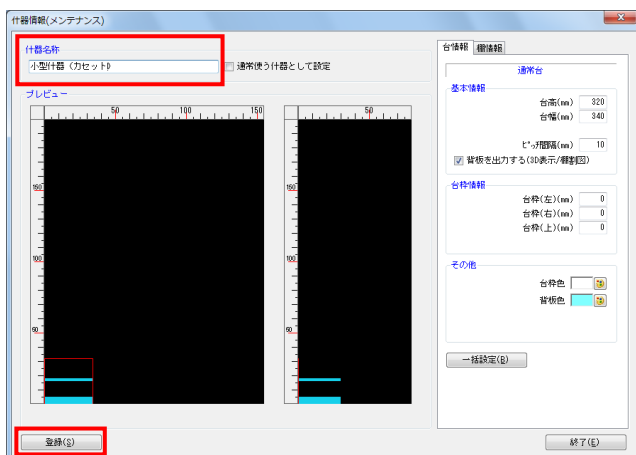 什器情報(メンテナンス)
什器名称
小型什器（カセット）
通常使う什器として設定
プレビュー
50 100 150
50
150
100
50
150
100
50
台情報 棚情報
通常台
基本情報
台高(mm) 320
台幅(mm) 340
ﾋﾟｯﾁ間隔(mm) 10
背板を出力する(3D表示/棚割図)
台枠情報
台枠(左)(mm) 0
台枠(右)(mm) 0
台枠(上)(mm) 0
その他
台枠色
背板色
一括設定(B)
登録(S)
終了(E)